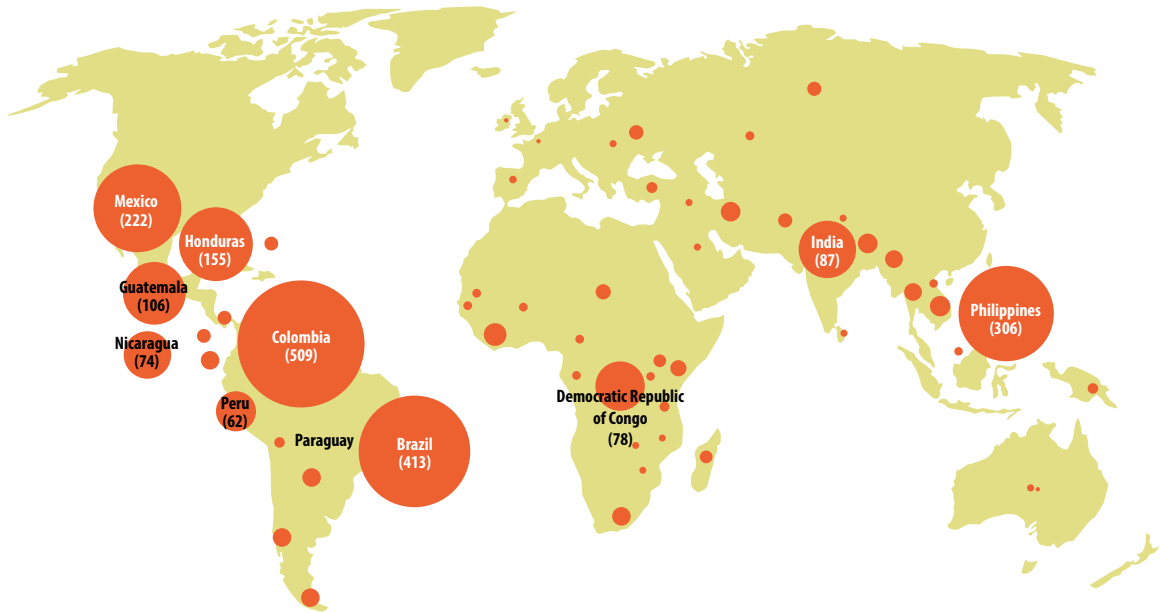 Mexico
(222)
Honduras
(155)
Guatemala
(106)
Nicaragua
(74)
Colombia
(509)
Peru
(62)
Paraguay
Brazil
(413)
Democratic Republic
of Congo
(78)
India
(87)
Philippines
(306)